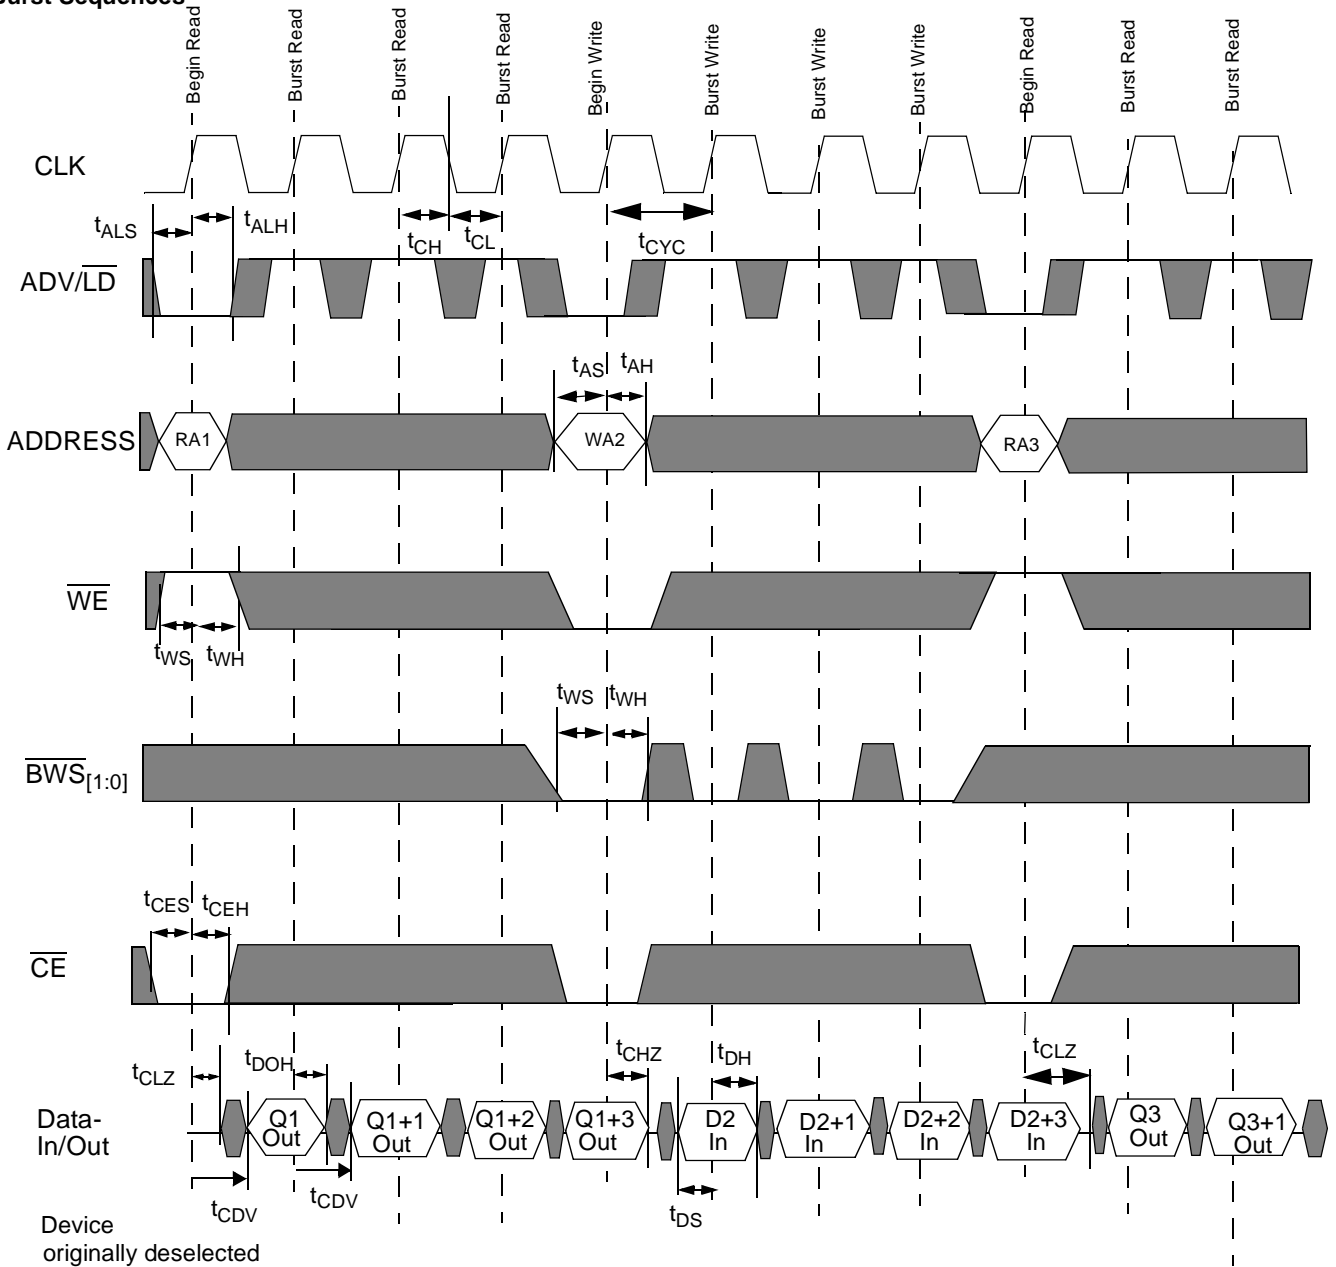 Burst Sequences
Begin Read
Burst Read
Burst Read
Burst Read
Begin Write
Burst Write
Burst Write
Burst Write
Begin Read
Burst Read
Burst Read
CLK
tALS
tALH
tCH
tCL
tCYC
ADV/LD
tAS
tAH
ADDRESS
RA1
WA2
RA3
WE
tWS
tWH
tWS
tWH
BWS[1:0]
tCES
tCEH
CE
tCLZ
tDOH
tCHZ
tDH
tCLZ
Data-
In/Out
Q1
Out
Q1+1
Out
Q1+2
Out
Q1+3
Out
D2
In
D2+1
In
D2+2
In
D2+3
In
Q3
Out
Q3+1
Out
tCDV
tCDV
tDS
Device
originally deselected